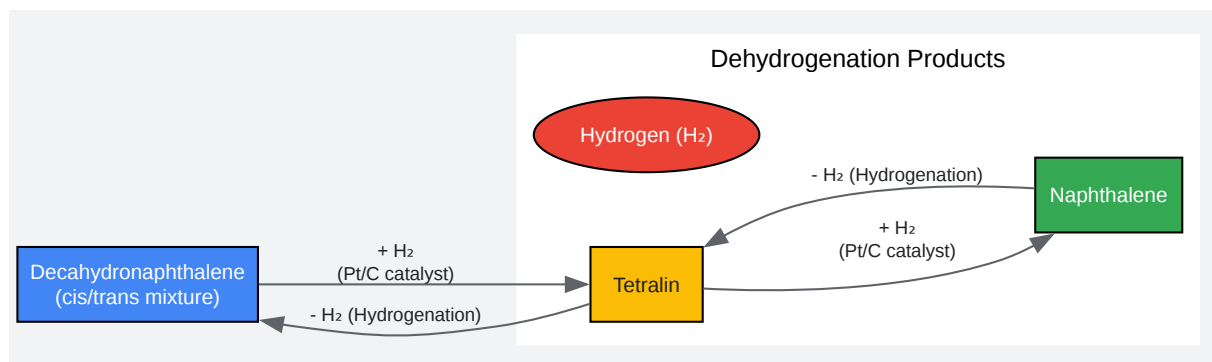 Dehydrogenation Products
Hydrogen (H₂)
- H₂ (Hydrogenation)
Naphthalene
+ H₂
(Pt/C catalyst)
Decahydronaphthalene
(cis/trans mixture)
+ H₂
(Pt/C catalyst)
- H₂ (Hydrogenation)
Tetralin